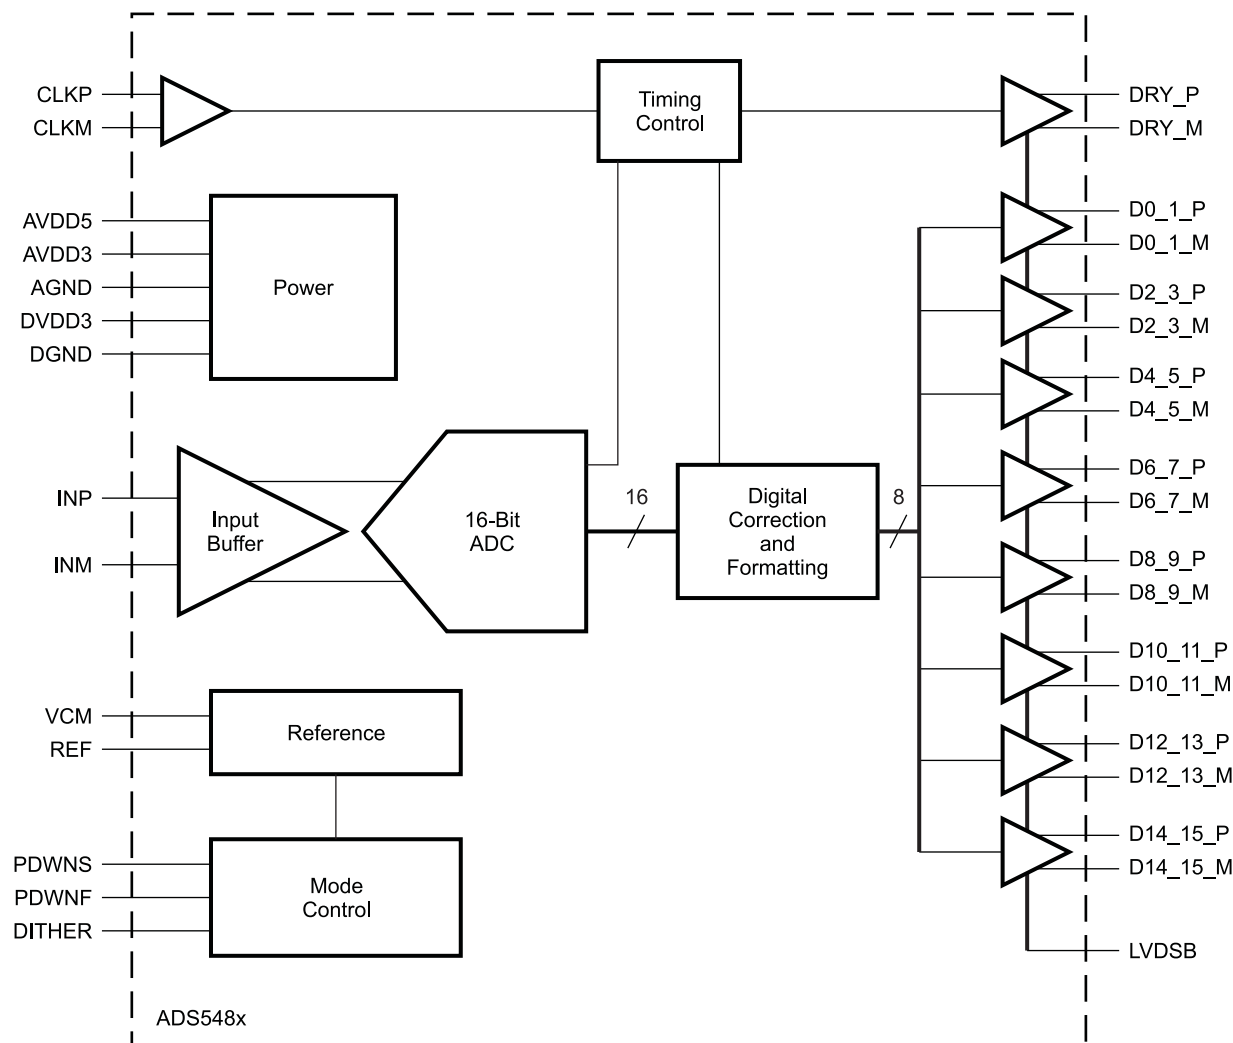 CLKP
CLKM
Timing
Control
DRY_P
DRY_M
AVDD5
AVDD3
AGND
DVDD3
DGND
Power
D0_1_P
D0_1_M
D2_3_P
D2_3_M
D4_5_P
D4_5_M
INP
INM
Input
Buffer
16-Bit
ADC
16
Digital
Correction
and
Formatting
8
D6_7_P
D6_7_M
D8_9_P
D8_9_M
D10_11_P
D10_11_M
VCM
REF
Reference
D12_13_P
D12_13_M
D14_15_P
D14_15_M
PDWNS
PDWNF
DITHER
Mode
Control
LVDSB
ADS548x